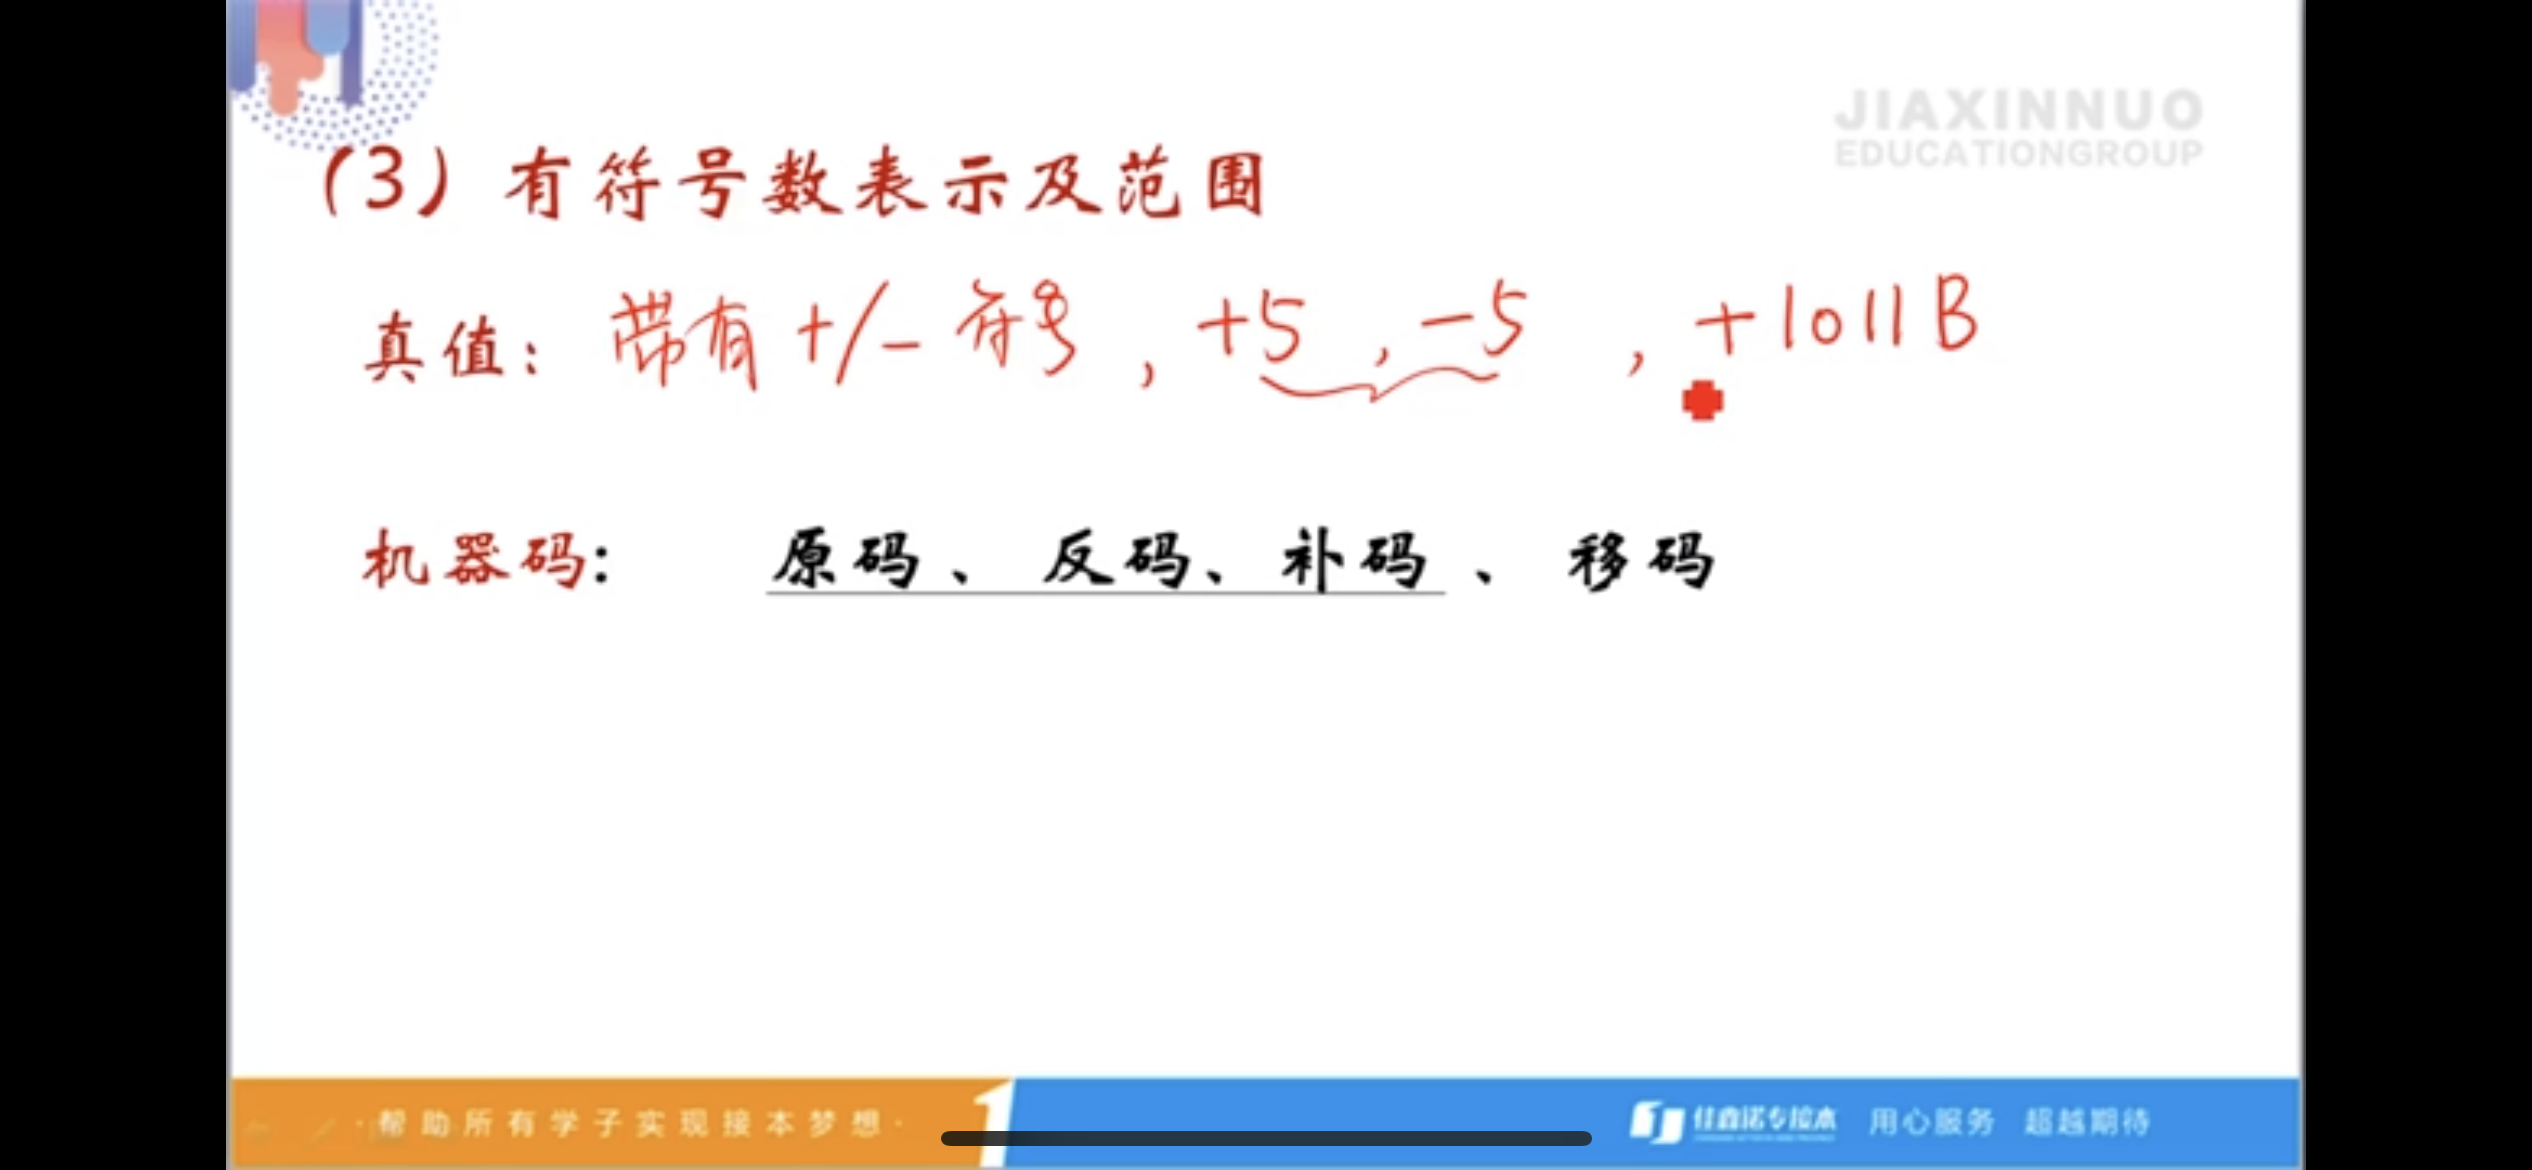 JIAXINNUO
EDUCATIONGROUP
（3）有符号数表示及范围
真值：带有 +/- 符号，+5，-5，+1011B
机器码：原码、反码、补码、移码
·帮助所有学子实现接本梦想·
佳鑫诺专接本 用心服务 超越期待